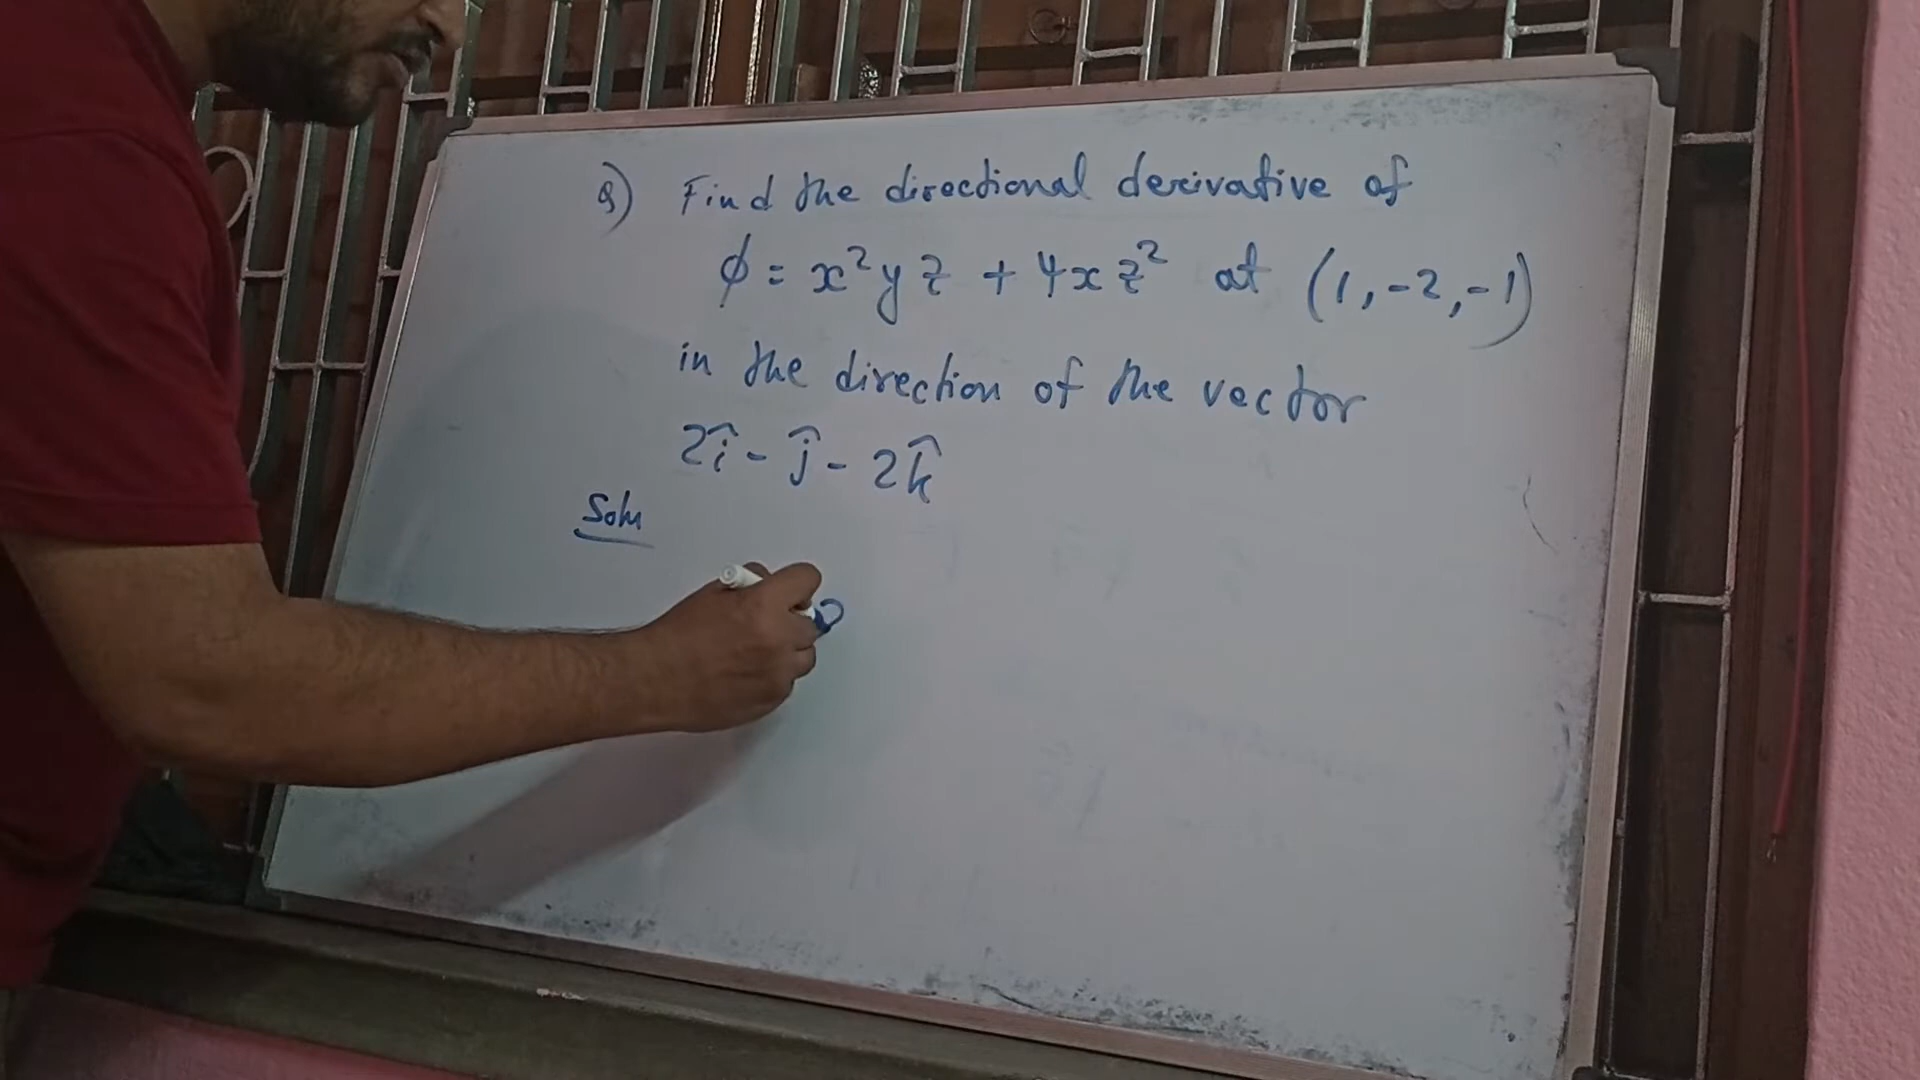 Q) Find the directional derivative of
ϕ = x²yz + 4xz² at (1,-2,-1)
in the direction of the vector
2î - ĵ - 2k̂
Soln